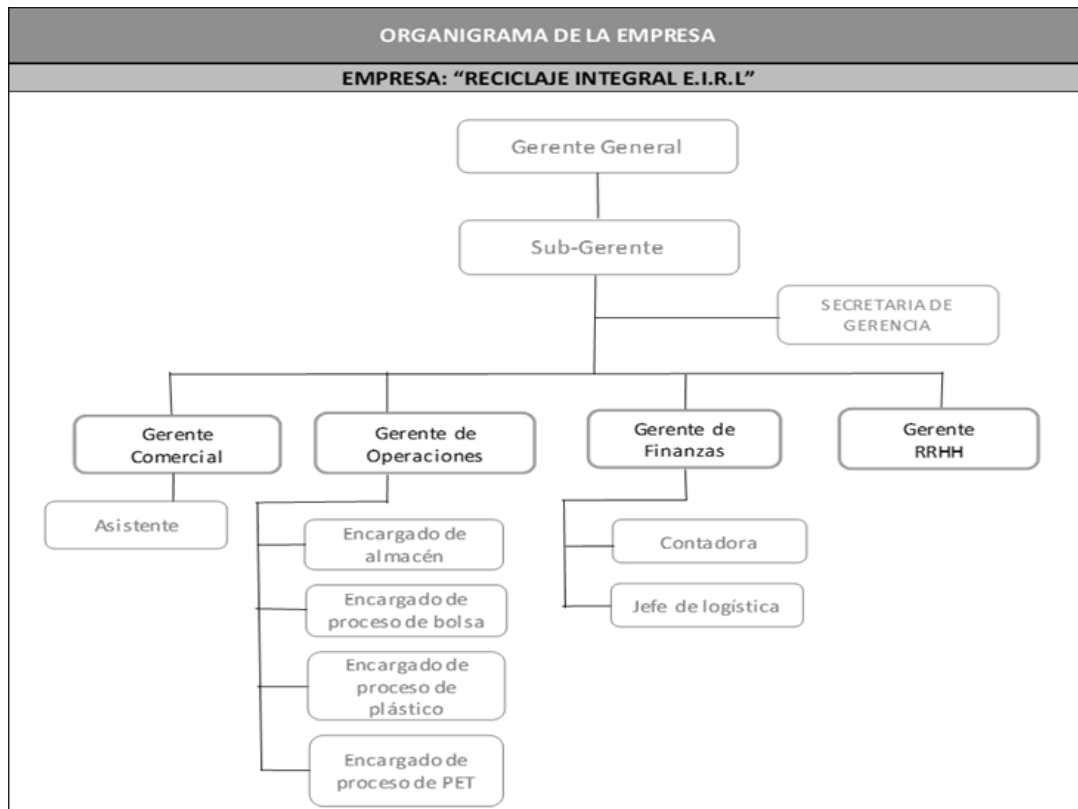 ORGANIGRAMA DE LA EMPRESA
EMPRESA: “RECICLAJE INTEGRAL E.I.R.L”
Gerente General
Sub-Gerente
SECRETARIA DE
GERENCIA
Gerente
Comercial
Gerente de
Operaciones
Gerente de
Finanzas
Gerente
RRHH
Asistente
Encargado de
almacén
Encargado de
proceso de bolsa
Encargado de
proceso de
plástico
Encargado de
proceso de PET
Contadora
Jefe de logística